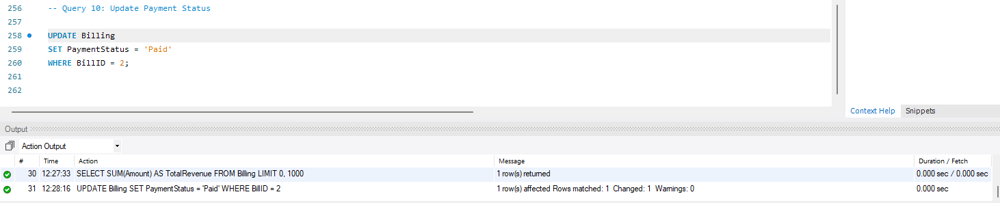 256 -- Query 10: Update Payment Status
257
258 UPDATE Billing
259 SET PaymentStatus = 'Paid'
260 WHERE BillID = 2;
261
262
Context Help Snippets
Output
Action Output
# Time Action Message Duration / Fetch
30 12:27:33 SELECT SUM(Amount) AS TotalRevenue FROM Billing LIMIT 0, 1000 1 row(s) returned 0.000 sec / 0.000 sec
31 12:28:16 UPDATE Billing SET PaymentStatus = 'Paid' WHERE BillID = 2 1 row(s) affected Rows matched: 1 Changed: 1 Warnings: 0 0.000 sec